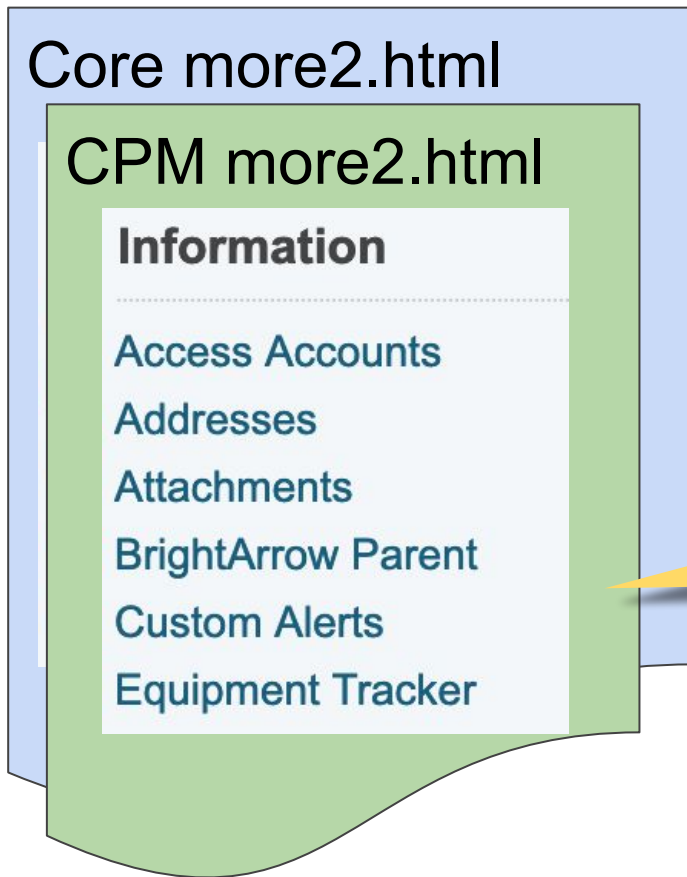 Core more2.html
CPM more2.html
Information
Access Accounts
Addresses
Attachments
BrightArrow Parent
Custom Alerts
Equipment Tracker